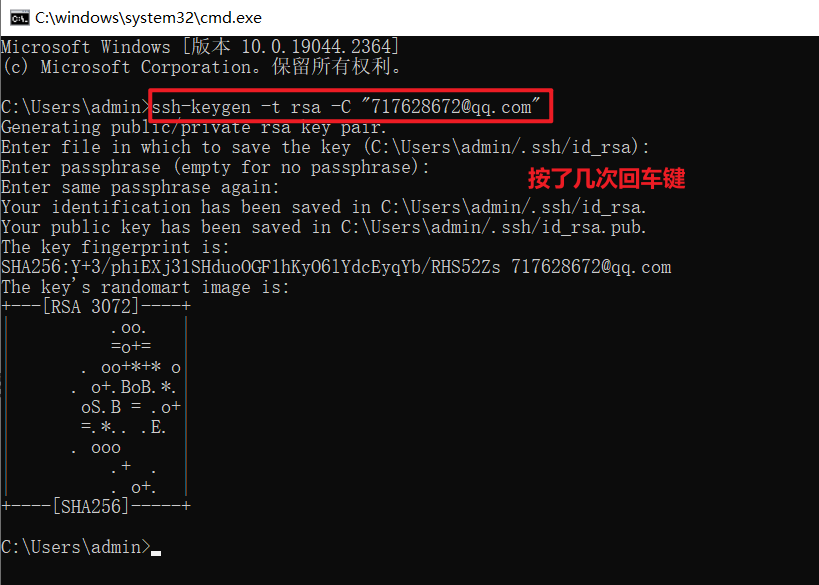 C:\windows\system32\cmd.exe
Microsoft Windows [版本 10.0.19044.2364]
(c) Microsoft Corporation。保留所有权利。
C:\Users\admin>ssh-keygen -t rsa -C "717628672@qq.com"
Generating public/private rsa key pair.
Enter file in which to save the key (C:\Users\admin/.ssh/id_rsa):
Enter passphrase (empty for no passphrase):
按了几次回车键
Enter same passphrase again:
Your identification has been saved in C:\Users\admin/.ssh/id_rsa.
Your public key has been saved in C:\Users\admin/.ssh/id_rsa.pub.
The key fingerprint is:
SHA256:Y+3/phiEXj3lSHduoOGFlhKyO6lYdcEyqYb/RHS52Zs 717628672@qq.com
The key's randomart image is:
+---[RSA 3072]----+
|          .oo.   |
|          =o+=   |
|       . oo+*+* o|
|      . o+.BoB.*.|
|       oS.B = .o+|
|       =.*.. .E. |
|      . ooo      |
|          .+  .  |
|          . o+.  |
+----[SHA256]-----+
C:\Users\admin>